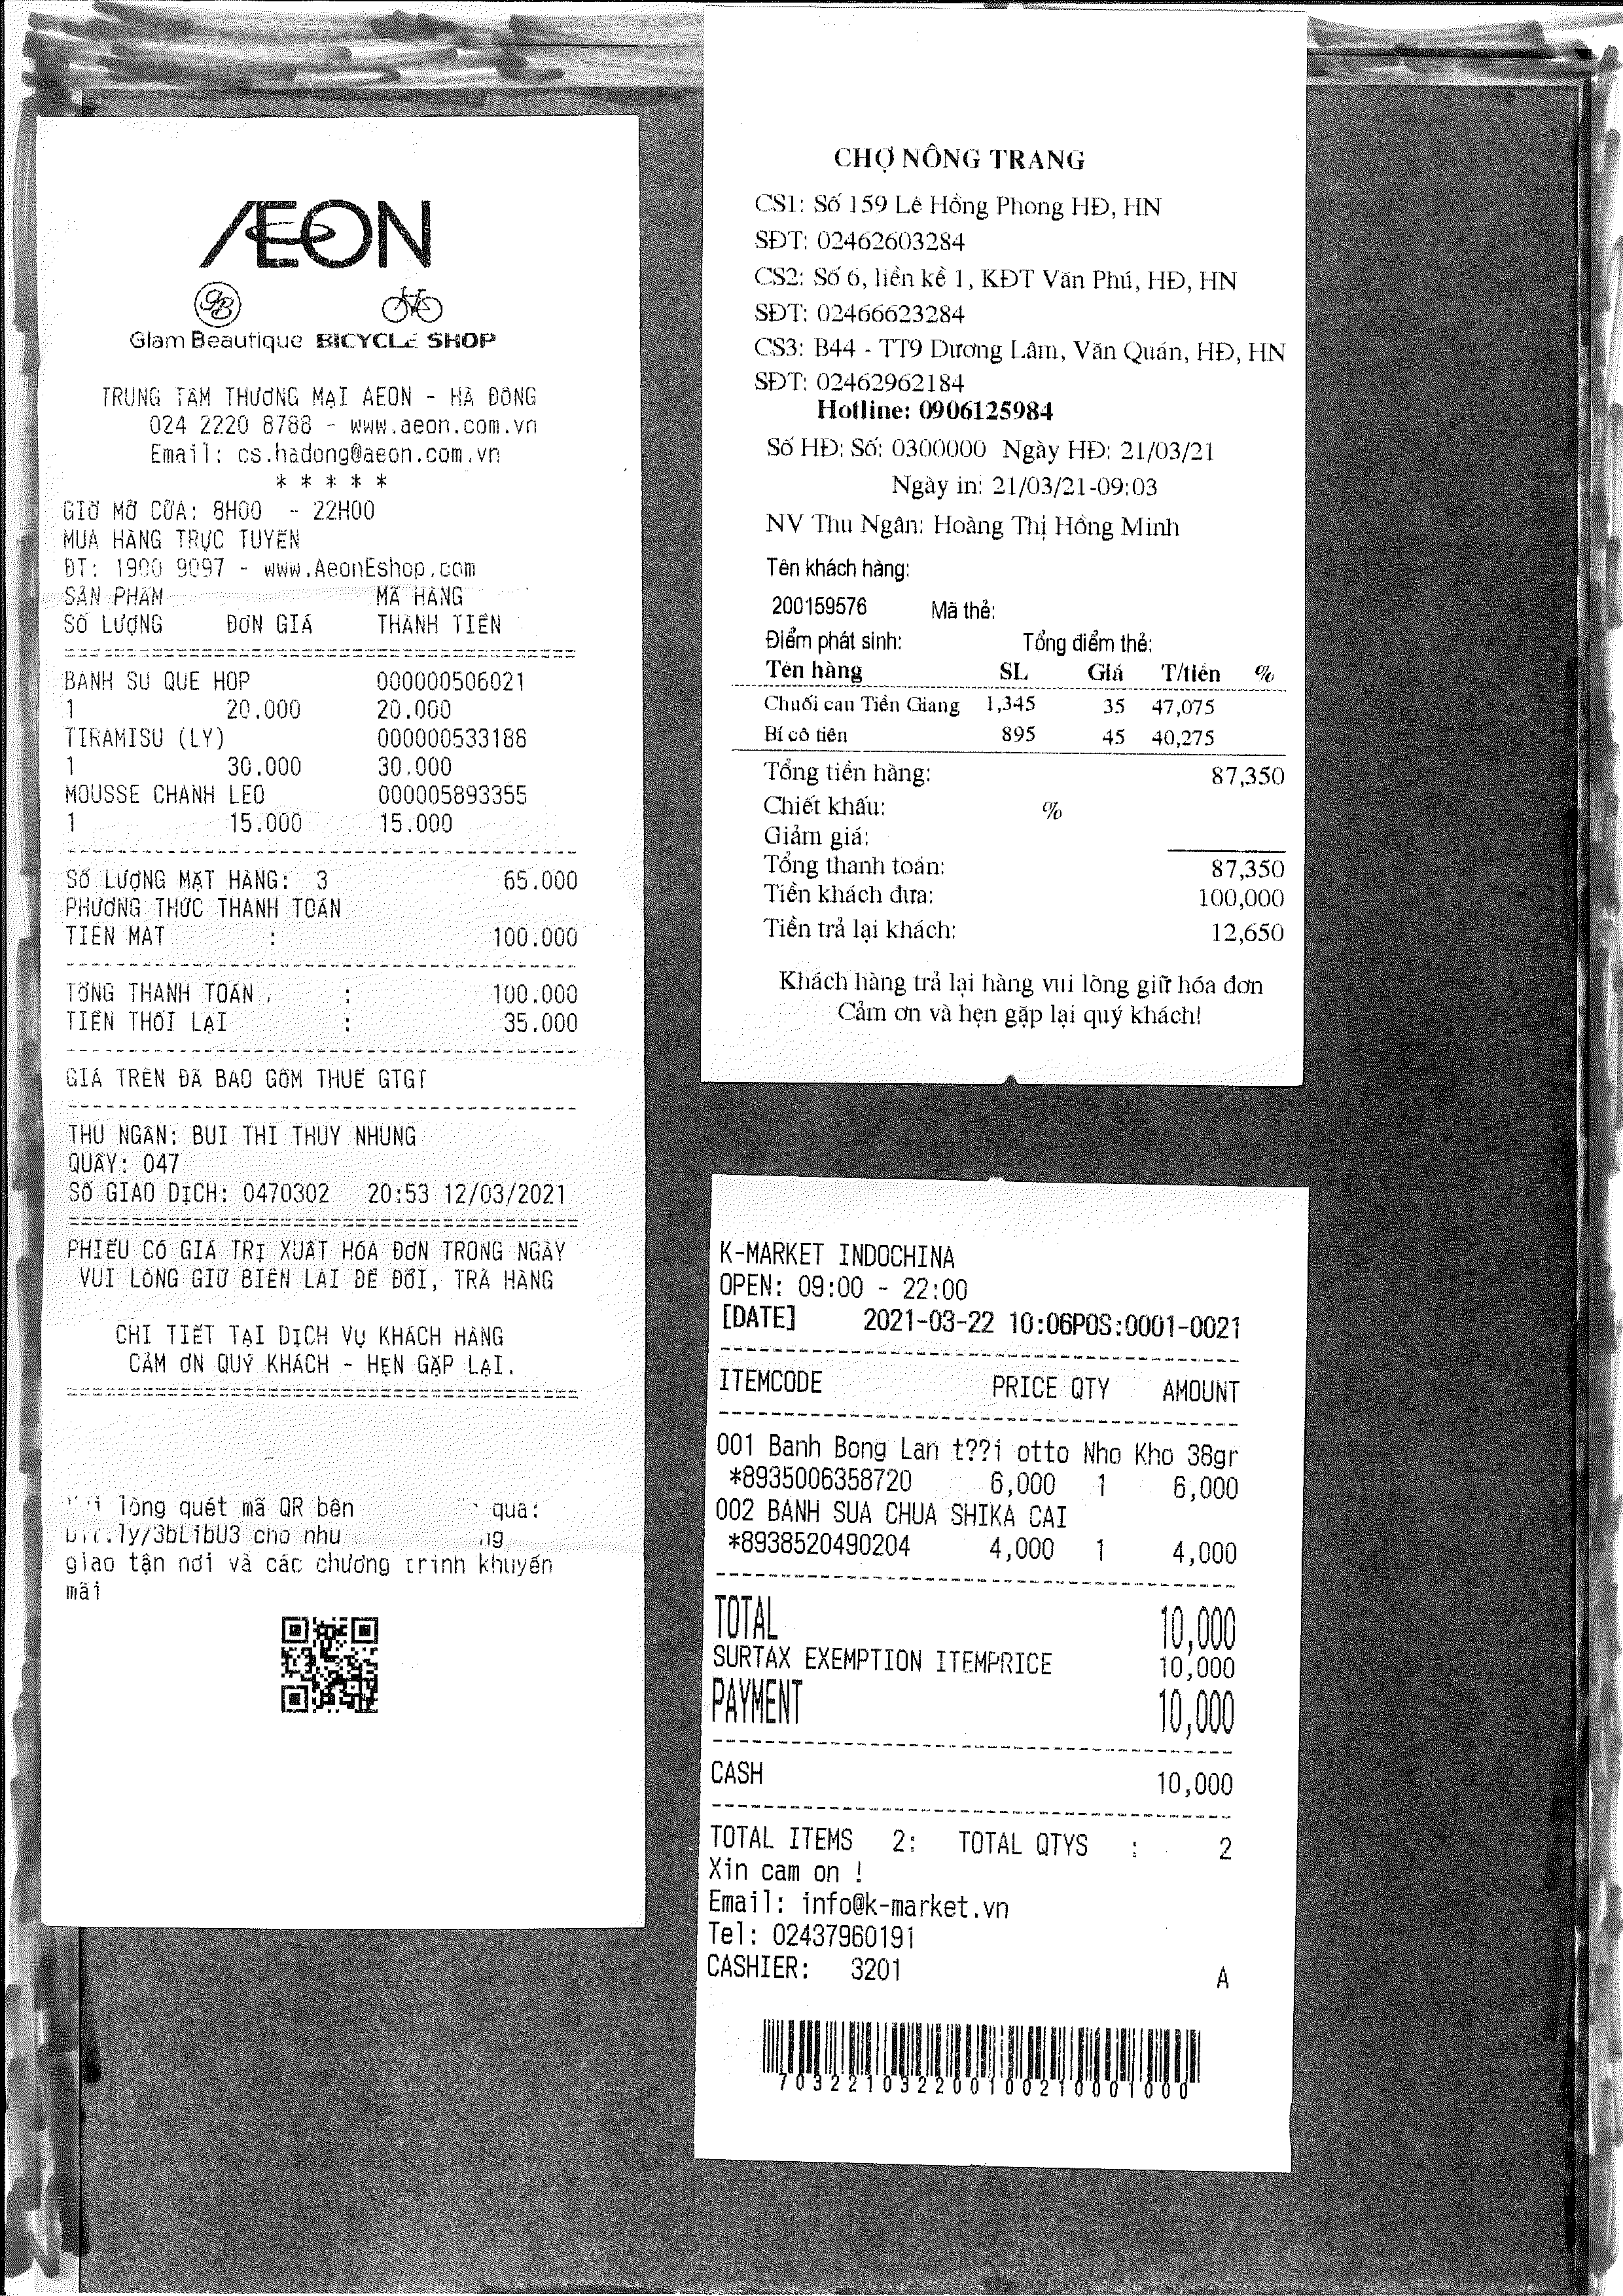 ÆON
Glam Beautique BICYCLE SHOP
TRUNG TÂM THƯƠNG MẠI AEON - HÀ ĐÔNG
024 2220 8788 - www.aeon.com.vn
Email: cs.hadong@aeon.com.vn
* * * * *
GIỜ MỞ CỬA: 8H00 - 22H00
MUA HÀNG TRỰC TUYẾN
ĐT: 1900 9097 - www.AeonEshop.com
SẢN PHẨM MÃ HÀNG
SỐ LƯỢNG ĐƠN GIÁ THÀNH TIỀN
BANH SU QUE HOP 000000506021
1 20.000 20.000
TIRAMISU (LY) 000000533188
1 30.000 30.000
MOUSSE CHANH LEO 000005893355
1 15.000 15.000
SỐ LƯỢNG MẶT HÀNG: 3 65.000
PHƯƠNG THỨC THANH TOÁN
TIEN MAT : 100.000
TỔNG THANH TOÁN : 100.000
TIỀN THỐI LẠI : 35.000
GIÁ TRÊN ĐÃ BAO GỒM THUẾ GTGT
THU NGÂN: BUI THI THUY NHUNG
QUẦY: 047
SỐ GIAO DỊCH: 0470302 20:53 12/03/2021
PHIẾU CÓ GIÁ TRỊ XUẤT HÓA ĐƠN TRONG NGÀY
VUI LÒNG GIỮ BIÊN LAI ĐỂ ĐỔI, TRẢ HÀNG
CHI TIẾT TẠI DỊCH VỤ KHÁCH HÀNG
CẢM ƠN QUÝ KHÁCH - HẸN GẶP LẠI.
lòng quét mã QR bên qua:
bit.ly/3bLibU3 cho nhu
giao tận nơi và các chương trình khuyến
mãi
CHỢ NÔNG TRANG
CS1: Số 159 Lê Hồng Phong HĐ, HN
SĐT: 02462603284
CS2: Số 6, liền kề 1, KĐT Văn Phú, HĐ, HN
SĐT: 02466623284
CS3: B44 - TT9 Dương Lâm, Văn Quán, HĐ, HN
SĐT: 02462962184
Hotline: 0906125984
Số HĐ: Số: 0300000 Ngày HĐ: 21/03/21
Ngày in: 21/03/21-09:03
NV Thu Ngân: Hoàng Thị Hồng Minh
Tên khách hàng:
200159576 Mã thẻ:
Điểm phát sinh: Tổng điểm thẻ:
Tên hàng SL Giá T/tiền %
Chuối cau Tiền Giang 1,345 35 47,075
Bí cô tiên 895 45 40,275
Tổng tiền hàng: 87,350
Chiết khấu: %
Giảm giá:
Tổng thanh toán: 87,350
Tiền khách đưa: 100,000
Tiền trả lại khách: 12,650
Khách hàng trả lại hàng vui lòng giữ hóa đơn
Cảm ơn và hẹn gặp lại quý khách!
K-MARKET INDOCHINA
OPEN: 09:00 - 22:00
[DATE] 2021-03-22 10:06POS:0001-0021
ITEMCODE PRICE QTY AMOUNT
001 Banh Bong Lan t??i otto Nho Kho 38gr
*8935006358720 6,000 1 6,000
002 BANH SUA CHUA SHIKA CAI
*8938520490204 4,000 1 4,000
TOTAL 10,000
SURTAX EXEMPTION ITEMPRICE 10,000
PAYMENT 10,000
CASH 10,000
TOTAL ITEMS 2: TOTAL QTYS : 2
Xin cam on !
Email: info@k-market.vn
Tel: 02437960191
CASHIER: 3201 A
703221032200100210001000